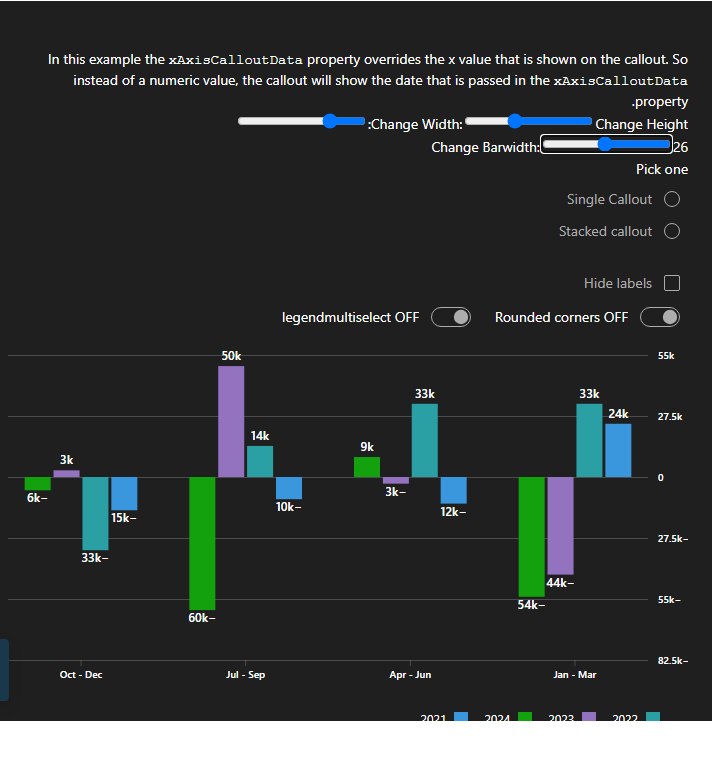 In this example the xAxisCalloutData property overrides the x value that is shown on the callout. So
instead of a numeric value, the callout will show the date that is passed in the xAxisCalloutData
.property
:Change Width: Change Height
Change Barwidth: 26
Pick one
Single Callout
Stacked callout
Hide labels
legendmultiselect OFF Rounded corners OFF
50k 55k
33k 33k
9k 24k 27.5k
3k 14k
0
6k− 3k−
15k− 10k− 12k−
33k− 27.5k−
44k−
60k− 54k− 55k−
82.5k−
Oct - Dec Jul - Sep Apr - Jun Jan - Mar
2021 2024 2023 2022